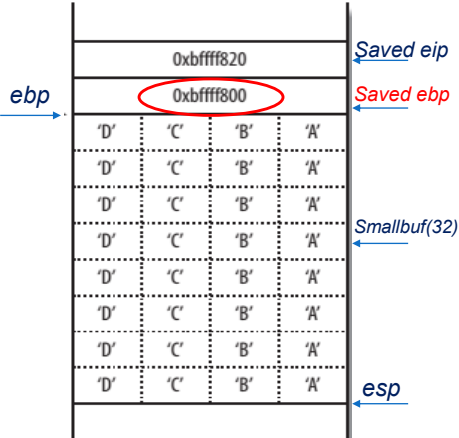 0xbffff820 Saved eip
ebp 0xbffff800 Saved ebp
‘D’ ‘C’ ‘B’ ‘A’
‘D’ ‘C’ ‘B’ ‘A’
‘D’ ‘C’ ‘B’ ‘A’
‘D’ ‘C’ ‘B’ ‘A’ Smallbuf(32)
‘D’ ‘C’ ‘B’ ‘A’
‘D’ ‘C’ ‘B’ ‘A’
‘D’ ‘C’ ‘B’ ‘A’
‘D’ ‘C’ ‘B’ ‘A’ esp